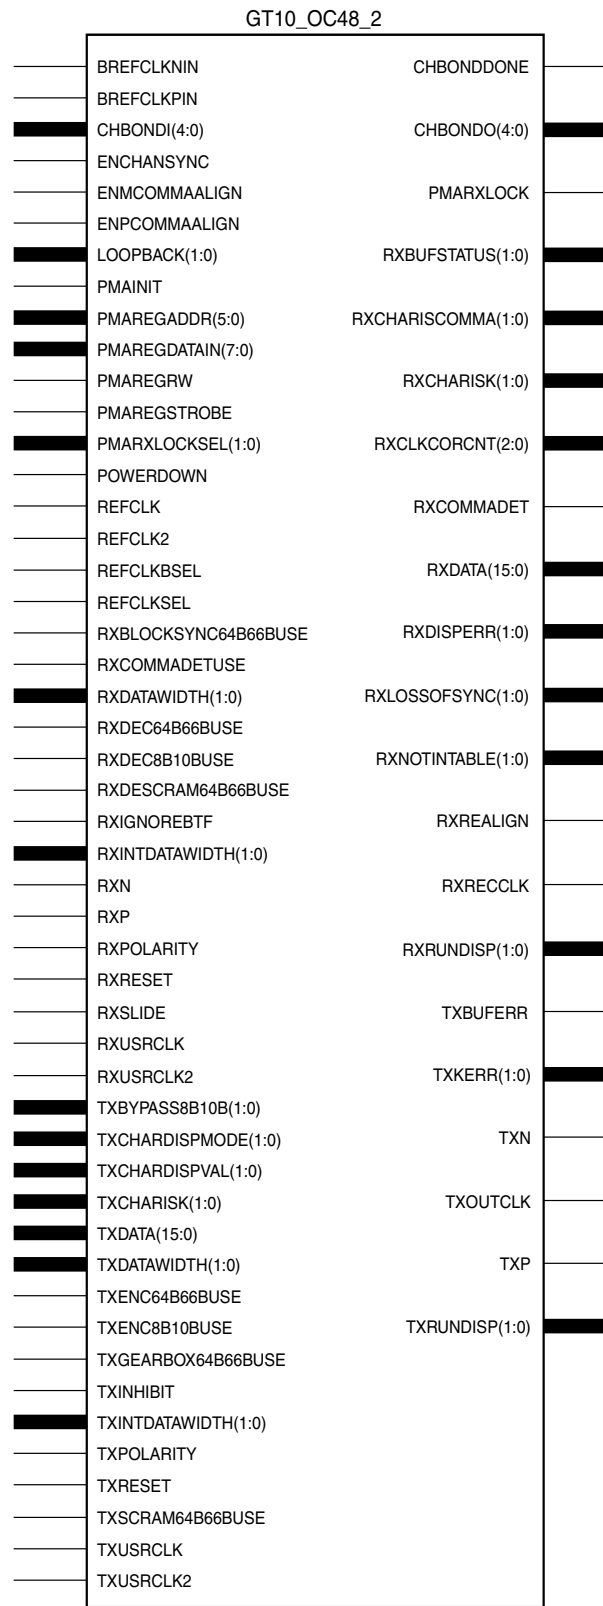 GT10_OC48_2
BREFCLKNIN
CHBONDDONE
BREFCLKPIN
CHBONDI(4:0)
CHBONDO(4:0)
ENCHANSYNC
ENMCOMMAALIGN
PMARXLOCK
ENPCOMMAALIGN
LOOPBACK(1:0)
RXBUFSTATUS(1:0)
PMAINIT
PMAREGADDR(5:0)
RXCHARISCOMMA(1:0)
PMAREGDATAIN(7:0)
PMAREGRW
RXCHARISK(1:0)
PMAREGSTROBE
PMARXLOCKSEL(1:0)
RXCLKCORCNT(2:0)
POWERDOWN
REFCLK
RXCOMMADET
REFCLK2
REFCLKBSEL
RXDATA(15:0)
REFCLKSEL
RXBLOCKSYNC64B66BUSE
RXDISPERR(1:0)
RXCOMMADETUSE
RXDATAWIDTH(1:0)
RXLOSSOFSYNC(1:0)
RXDEC64B66BUSE
RXDEC8B10BUSE
RXNOTINTABLE(1:0)
RXDESCRAM64B66BUSE
RXIGNOREBTF
RXREALIGN
RXINTDATAWIDTH(1:0)
RXN
RXRECCLK
RXP
RXPOLARITY
RXRUNDISP(1:0)
RXRESET
RXSLIDE
TXBUFERR
RXUSRCLK
RXUSRCLK2
TXKERR(1:0)
TXBYPASS8B10B(1:0)
TXCHARDISPMODE(1:0)
TXN
TXCHARDISPVAL(1:0)
TXCHARISK(1:0)
TXOUTCLK
TXDATA(15:0)
TXDATAWIDTH(1:0)
TXP
TXENC64B66BUSE
TXENC8B10BUSE
TXRUNDISP(1:0)
TXGEARBOX64B66BUSE
TXINHIBIT
TXINTDATAWIDTH(1:0)
TXPOLARITY
TXRESET
TXSCRAM64B66BUSE
TXUSRCLK
TXUSRCLK2